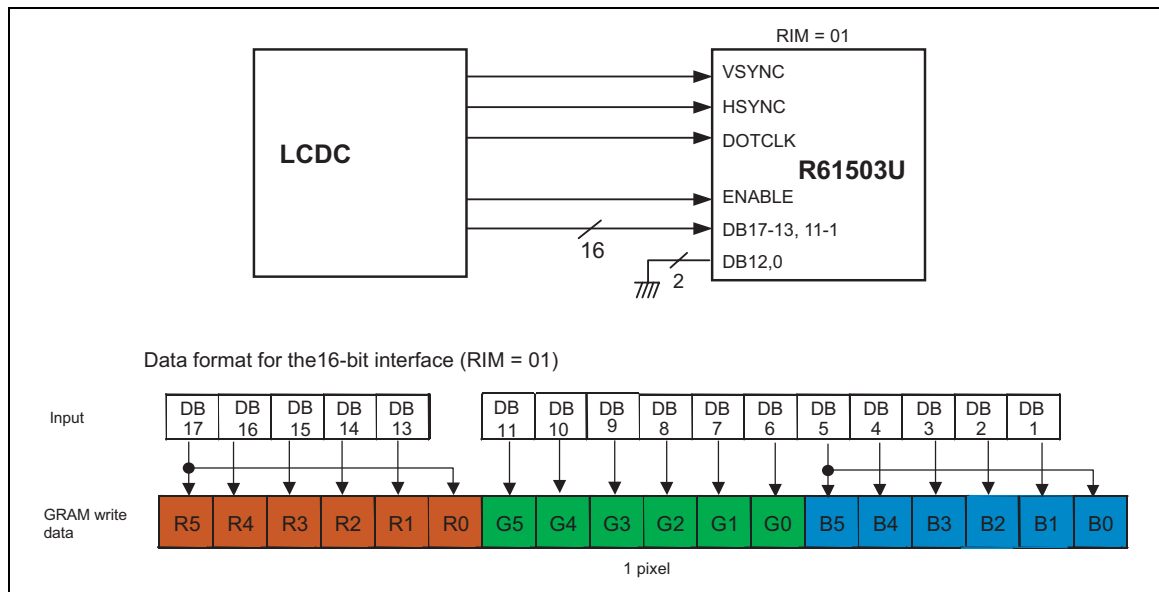 RIM = 01
VSYNC
HSYNC
DOTCLK
LCDC
R61503U
ENABLE
DB17-13, 11-1
16
DB12,0
2
Data format for the16-bit interface (RIM = 01)
Input
DB 17 DB 16 DB 15 DB 14 DB 13 DB 11 DB 10 DB 9 DB 8 DB 7 DB 6 DB 5 DB 4 DB 3 DB 2 DB 1
GRAM write data
R5 R4 R3 R2 R1 R0 G5 G4 G3 G2 G1 G0 B5 B4 B3 B2 B1 B0
1 pixel